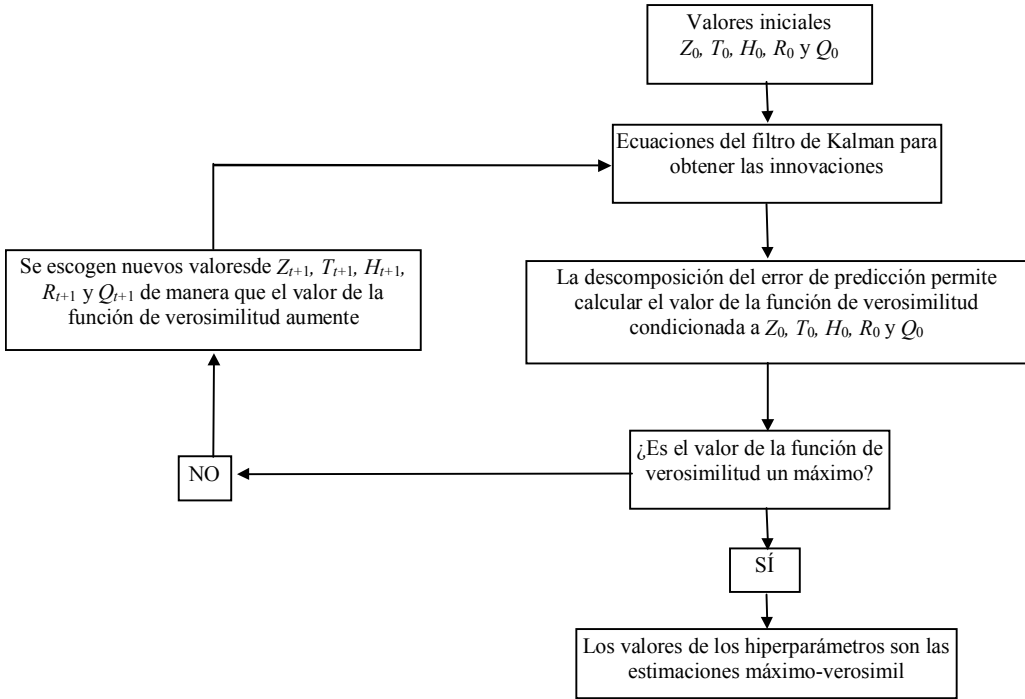 Valores iniciales
Z0, T0, H0, R0 y Q0
Ecuaciones del filtro de Kalman para
obtener las innovaciones
Se escogen nuevos valoresde Zt+1, Tt+1, Ht+1,
Rt+1 y Qt+1 de manera que el valor de la
función de verosimilitud aumente
La descomposición del error de predicción permite
calcular el valor de la función de verosimilitud
condicionada a Z0, T0, H0, R0 y Q0
¿Es el valor de la función de
verosimilitud un máximo?
NO
SÍ
Los valores de los hiperparámetros son las
estimaciones máximo-verosimil